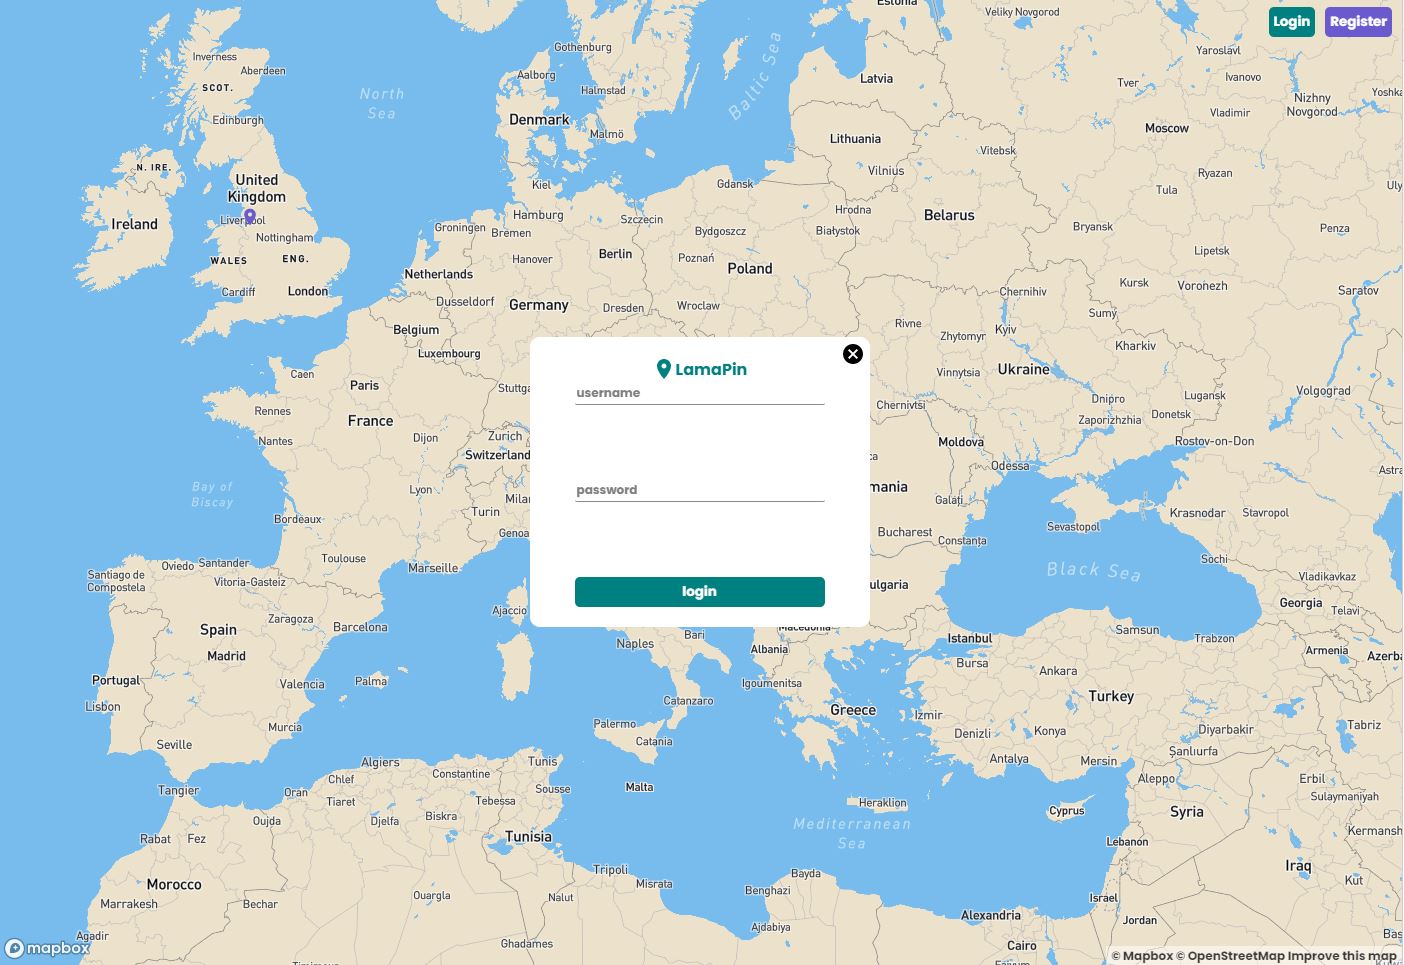 Estonia
Veliky Novgorod
Login
Register
Gothenburg
Yaroslavl
Inverness
Aberdeen
Aalborg
Baltic Sea
Latvia
Tver
Ivanovo
SCOT.
Halmstad
North
Sea
Nizhny
Novgorod
Yoshka
Vladimir
Edinburgh
Denmark
Malmö
Lithuania
Moscow
Vitebsk
N. IRE.
Vilnius
Ryazan
United
Kingdom
Kiel
Gdansk
Tula
Uly
Ireland
Liverpool
Hamburg
Szczecin
Hrodna
Belarus
Groningen
Bremen
Bydgoszcz
Białystok
Bryansk
Penza
Nottingham
Berlin
Lipetsk
WALES
ENG.
Hanover
Poznań
Poland
Netherlands
Cardiff
London
Chernihiv
Kursk
Voronezh
Saratov
Dusseldorf
Germany
Dresden
Wroclaw
Sumy
Belgium
Rivne
Zhytomyr
Kyiv
Kharkiv
Luxembourg
LamaPin
Caen
Paris
Stuttga
username
Vinnytsia
Ukraine
Volgograd
Rennes
France
Chernivtsi
Dnipro
Lugansk
Zaporizhzhia
Donetsk
Nantes
Dijon
Zurich
Switzerland
Moldova
Rostov-on-Don
ca
Odessa
Astra
Bay of
Biscay
Lyon
Milan
password
mania
Galați
Turin
Bordeaux
Genoa
Bucharest
Constanța
Sevastopol
Krasnodar
Stavropol
Toulouse
Oviedo
Santander
Marseille
Sochi
Black Sea
Santiago de
Compostela
Vitoria-Gasteiz
login
ulgaria
Vladikavkaz
Georgia
Telavi
Ajaccio
Zaragoza
Spain
Barcelona
Macedonia
Samsun
Trabzon
Istanbul
Naples
Bari
Albania
Armenia
Azerba
Madrid
Bursa
Ankara
Portugal
Valencia
Palma
Igoumenitsa
Turkey
Lisbon
Catanzaro
Greece
Izmir
Murcia
Palermo
Denizli
Konya
Diyarbakir
Tabriz
Seville
Catania
Şanlıurfa
Algiers
Tunis
Antalya
Mersin
Chlef
Constantine
Aleppo
Erbil
Tangier
Oran
Sousse
Malta
Sulaymaniyah
Tiaret
Tebessa
Heraklion
Cyprus
Syria
Oujda
Djelfa
Biskra
Mediterranean
Sea
Kermansh
Rabat
Fez
Tunisia
Lebanon
Tripoli
Bayda
Iraq
Morocco
Misrata
Benghazi
Kut
Marrakesh
Bechar
Ouargla
Nalut
Israel
Alexandria
Jordan
Agadir
Ajdabiya
Bas
mapbox
Ghadames
Cairo
© Mapbox © OpenStreetMap Improve this map